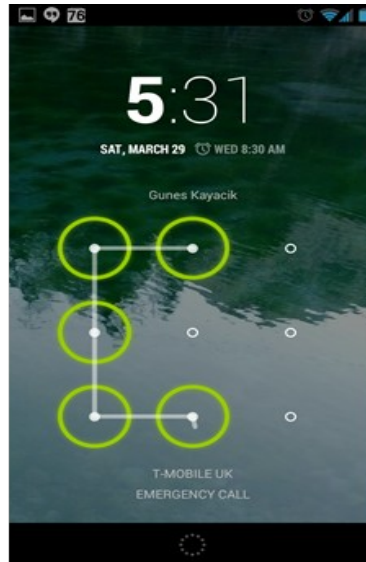 76
5:31
SAT, MARCH 29 WED 8:30 AM
Gunes Kayacik
T-MOBILE UK
EMERGENCY CALL